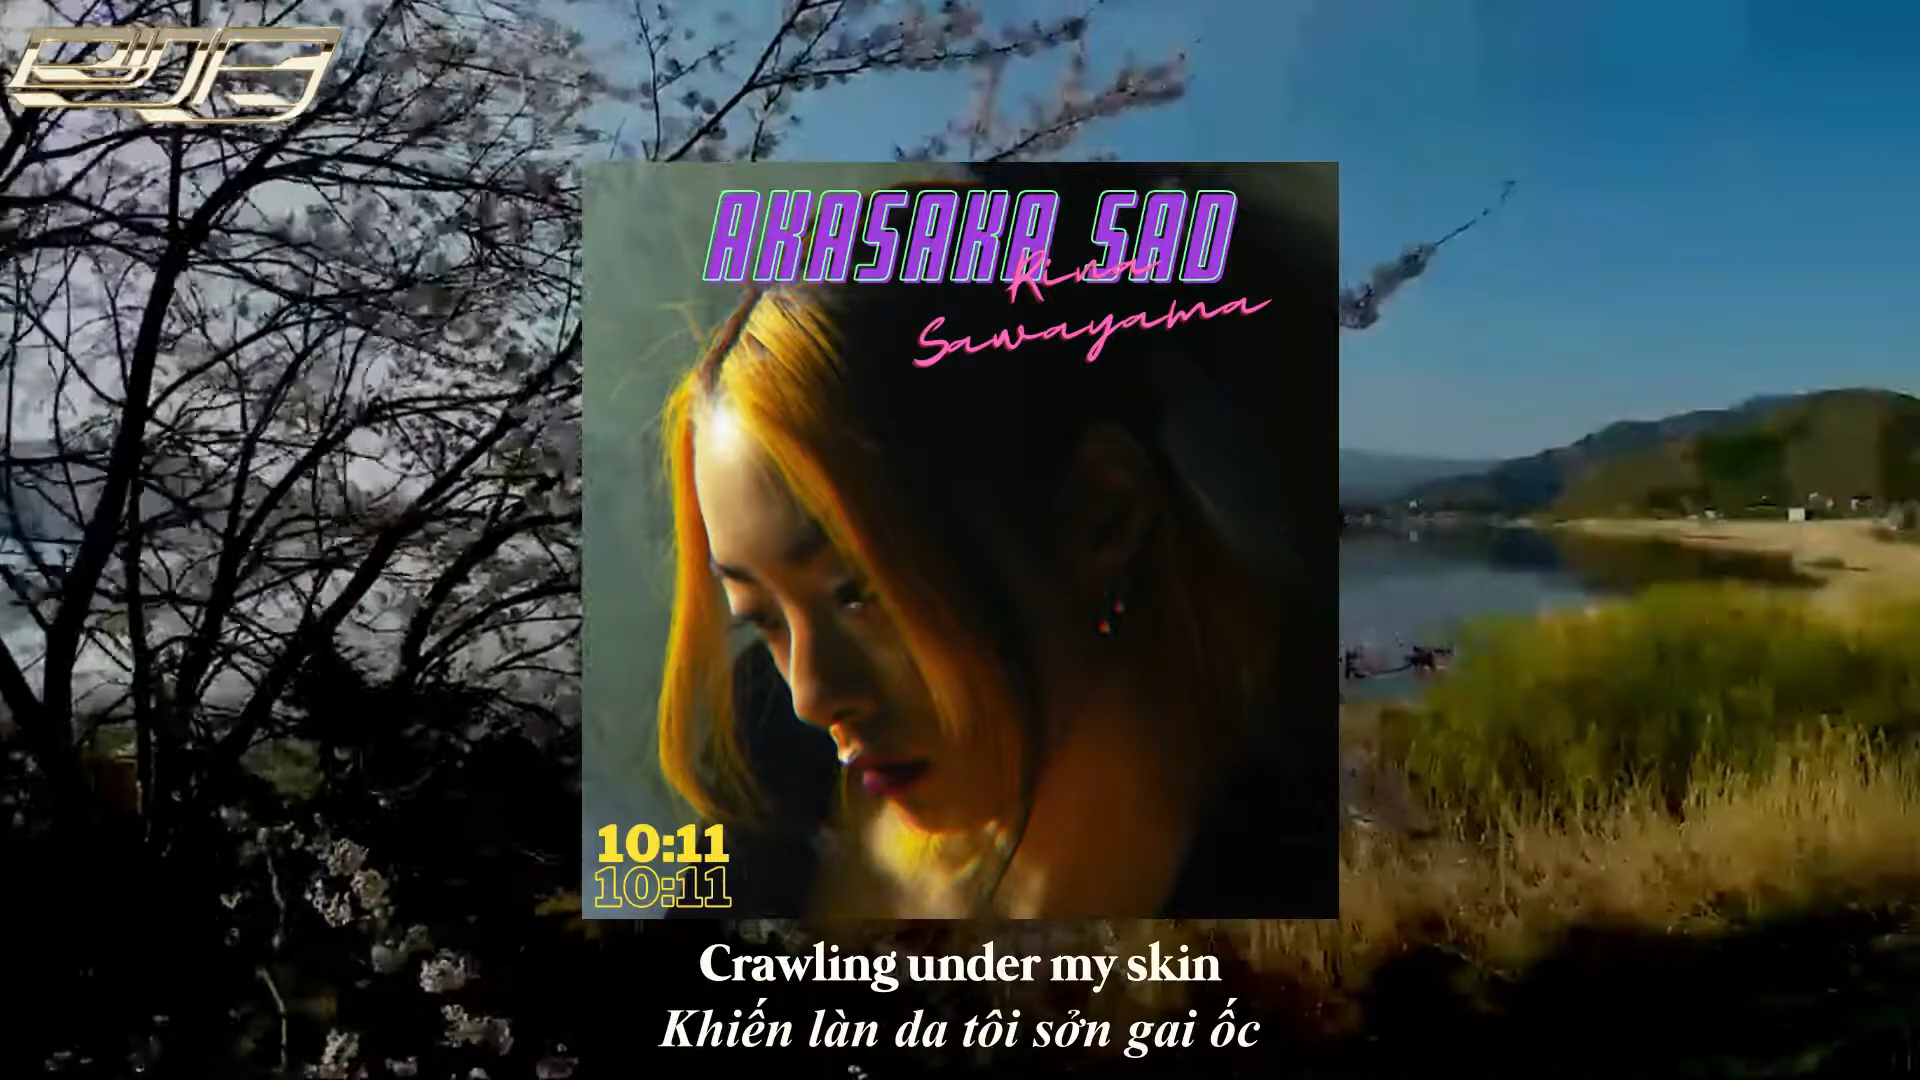 RINA
AKASAKA SAD
Rina
Sawayama
10:11
10:11
Crawling under my skin
Khiến làn da tôi sởn gai ốc